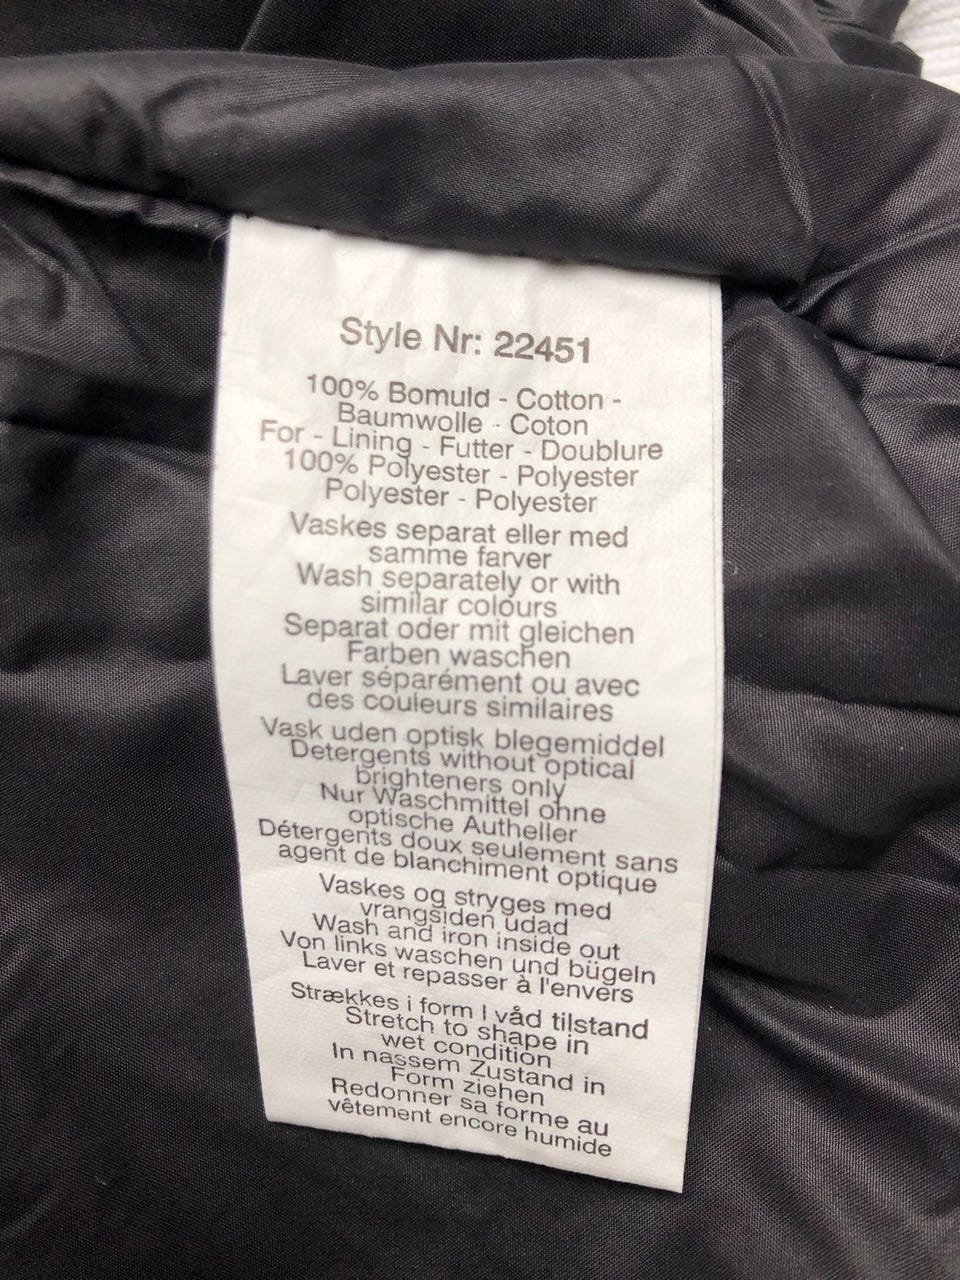 Style Nr: 22451
100% Bomuld - Cotton -
Baumwolle - Coton
For - Lining - Futter - Doublure
100% Polyester - Polyester
Polyester - Polyester
Vaskes separat eller med
samme farver
Wash separately or with
similar colours
Separat oder mit gleichen
Farben waschen
Laver séparément ou avec
des couleurs similaires
Vask uden optisk blegemiddel
Detergents without optical
brighteners only
Nur Waschmittel ohne
optische Autheller
Détergents doux seulement sans
agent de blanchiment optique
Vaskes og stryges med
vrangsiden udad
Wash and iron inside out
Von links waschen und bügeln
Laver et repasser à l'envers
Strækkes i form I våd tilstand
Stretch to shape in
wet condition
In nassem Zustand in
Form ziehen
Redonner sa forme au
vêtement encore humide